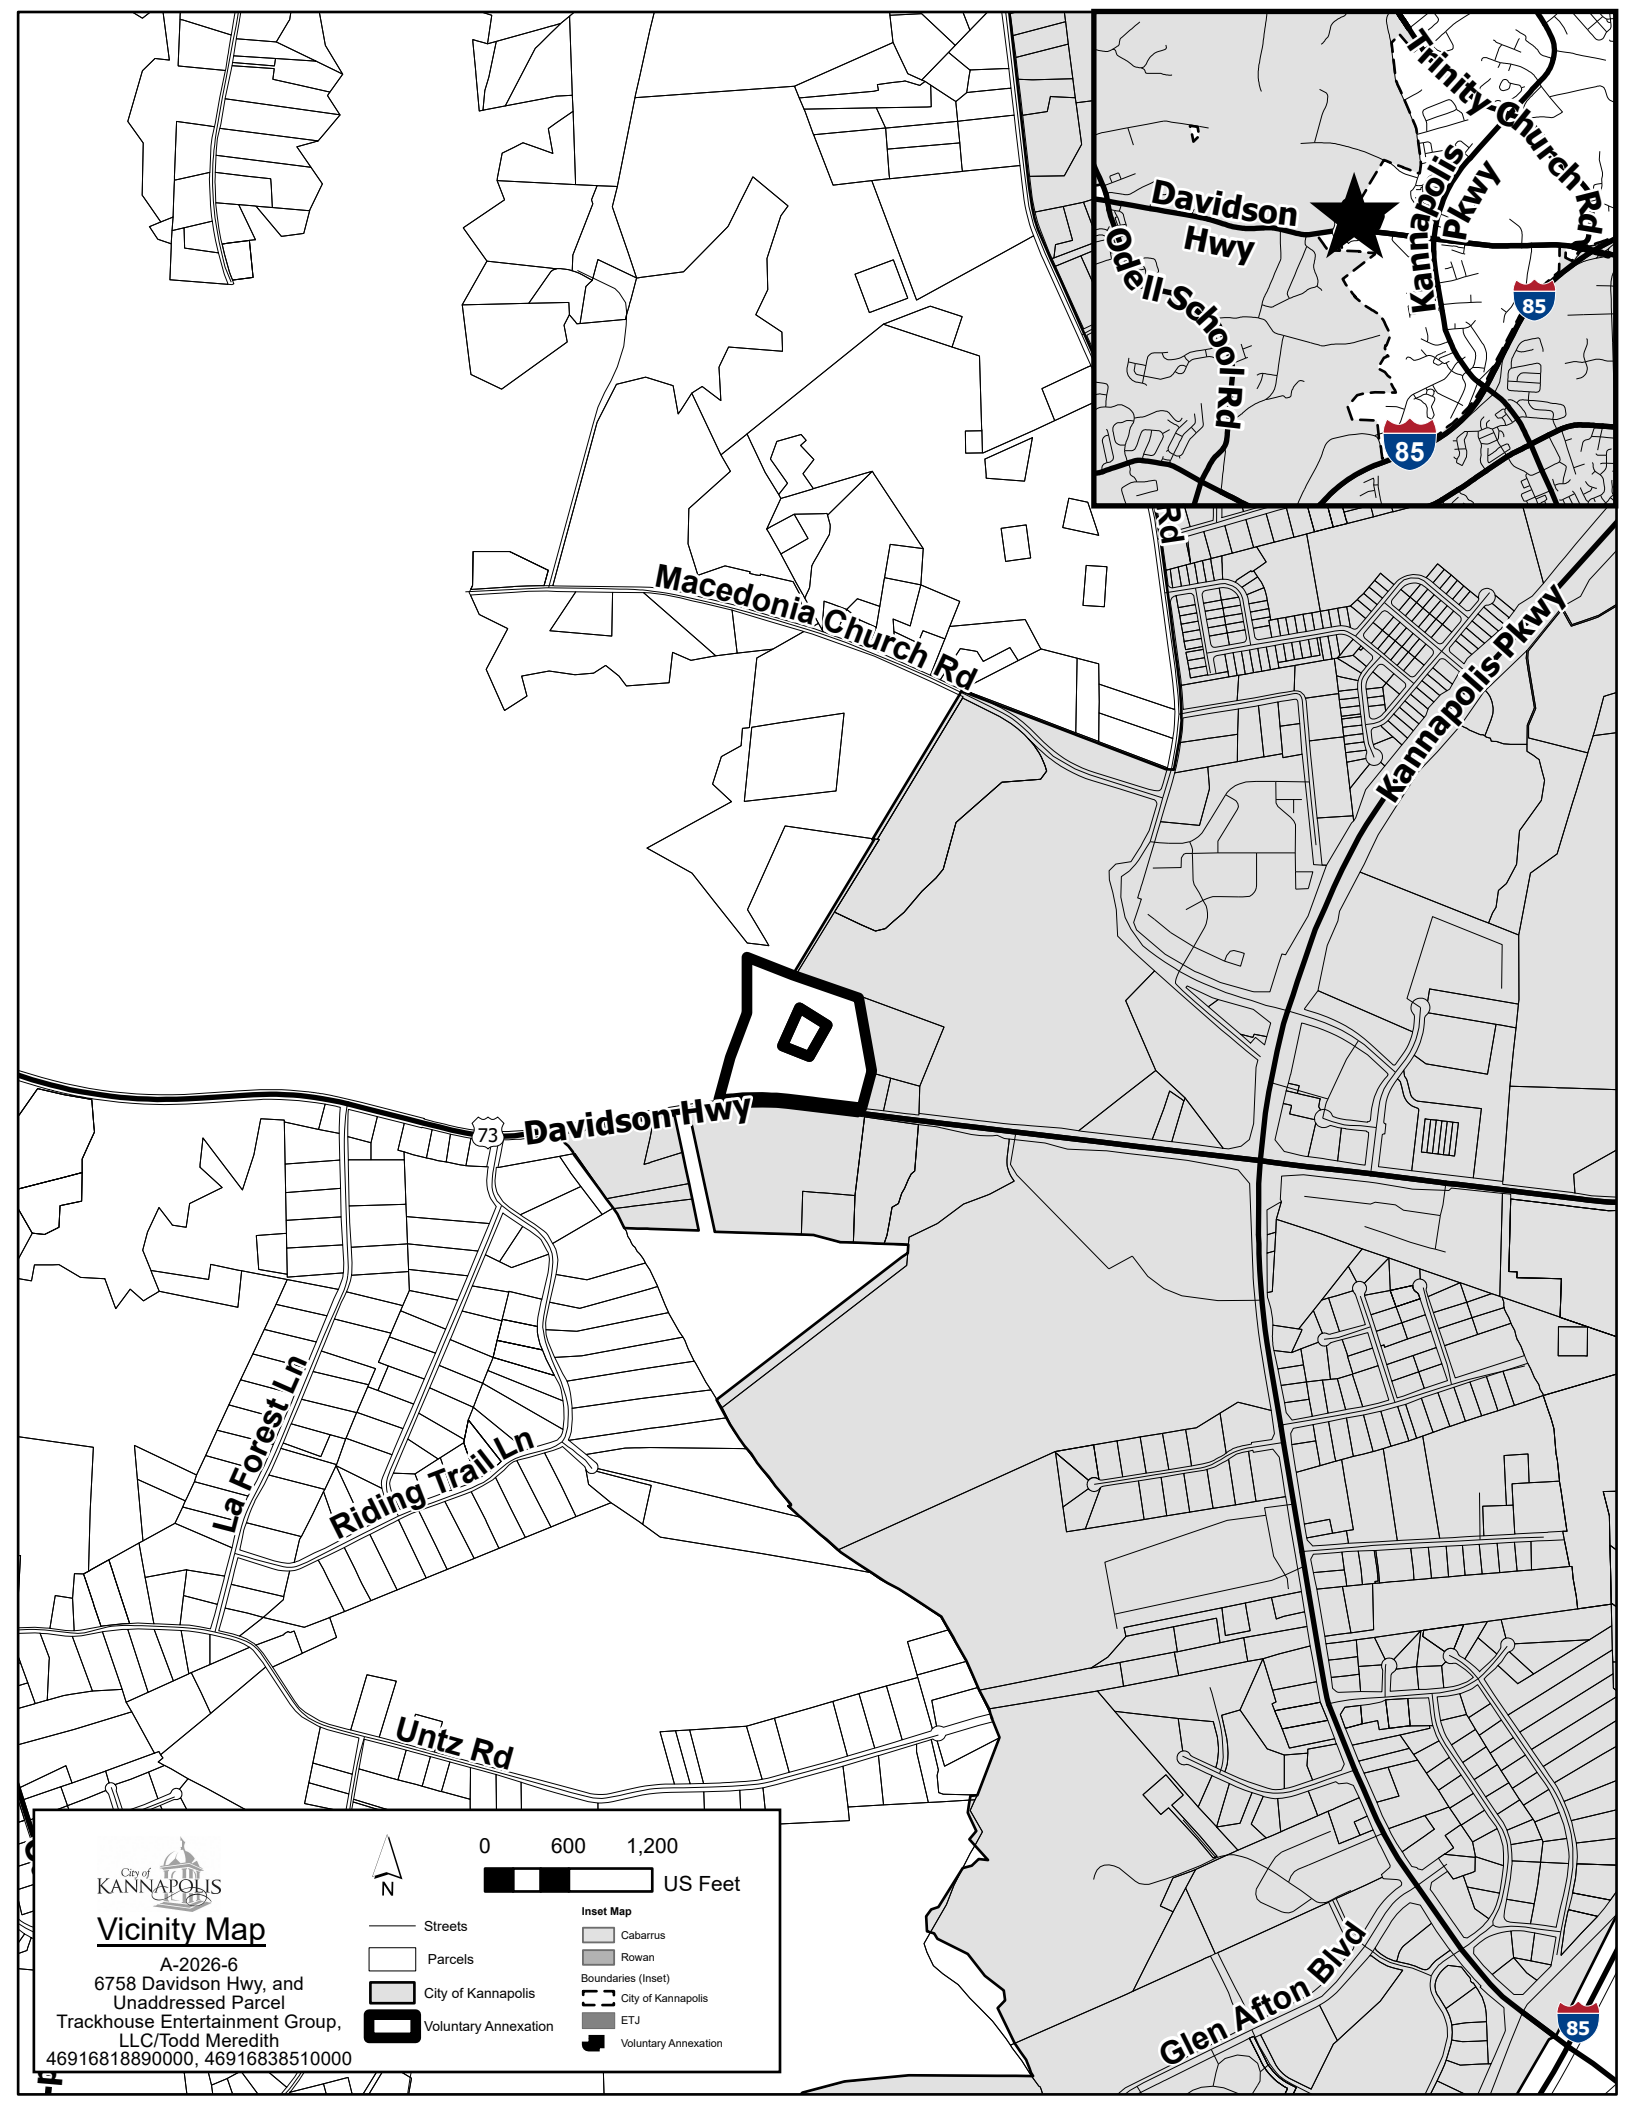 Trinity-Church-Rd
Kannapolis
Pkwy
Davidson
Hwy
Odell-School-Rd
85
85
Rd
Macedonia Church Rd
Kannapolis-Pkwy
73
Davidson-Hwy
La Forest Ln
Riding Trail Ln
Untz Rd
Glen Afton Blvd
85
City of
KANNAPOLIS
Vicinity Map
A-2026-6
6758 Davidson Hwy, and
Unaddressed Parcel
Trackhouse Entertainment Group,
LLC/Todd Meredith
46916818890000, 46916838510000
N
0 600 1,200
US Feet
Streets
Parcels
City of Kannapolis
Voluntary Annexation
Inset Map
Cabarrus
Rowan
Boundaries (Inset)
City of Kannapolis
ETJ
Voluntary Annexation